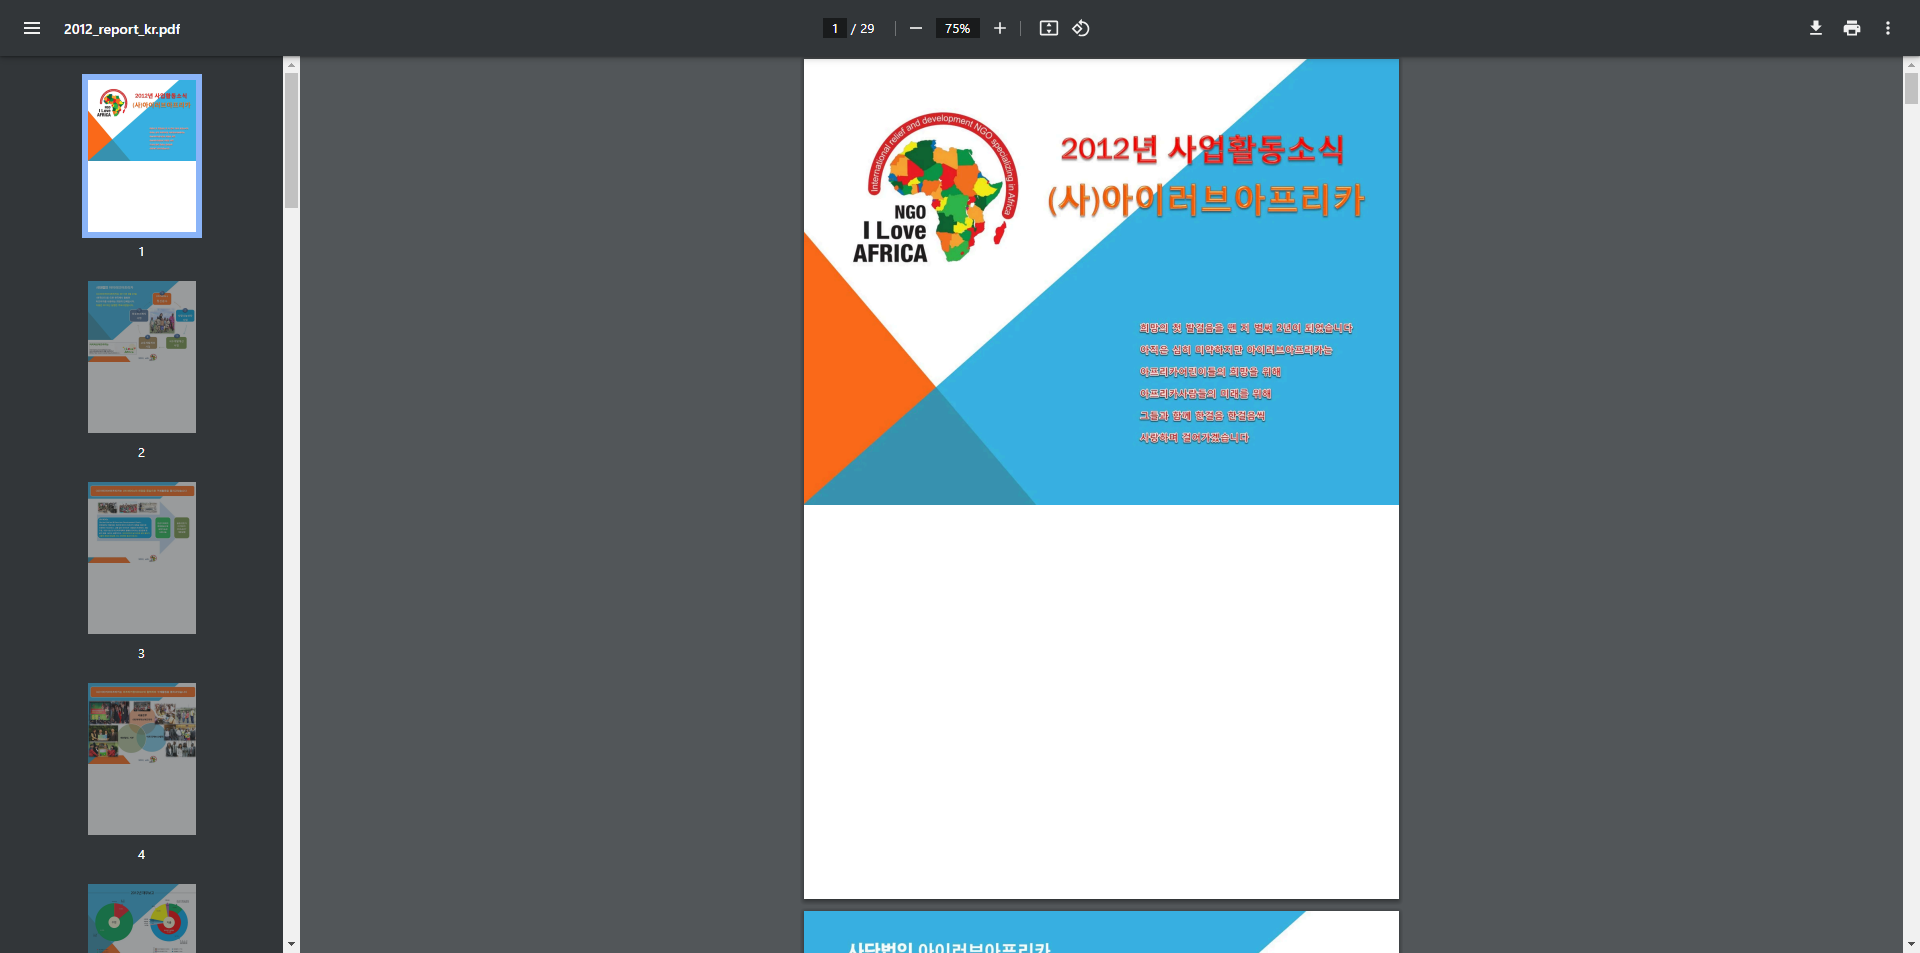 2012_report_kr.pdf
1 / 29
75%
1
2
3
4
International relief and development NGO specializing in Africa
NGO
I Love
AFRICA
2012년 사업활동소식
(사)아이러브아프리카
희망의 첫 발걸음을 뗀 지 벌써 2년이 되었습니다
아직은 심히 미약하지만 아이러브아프리카는
아프리카어린이들의 희망을 위해
아프리카사람들의 미래를 위해
그들과 함께 한걸음 한걸음씩
사랑하며 걸어가겠습니다
사단법인 아이러브아프리카